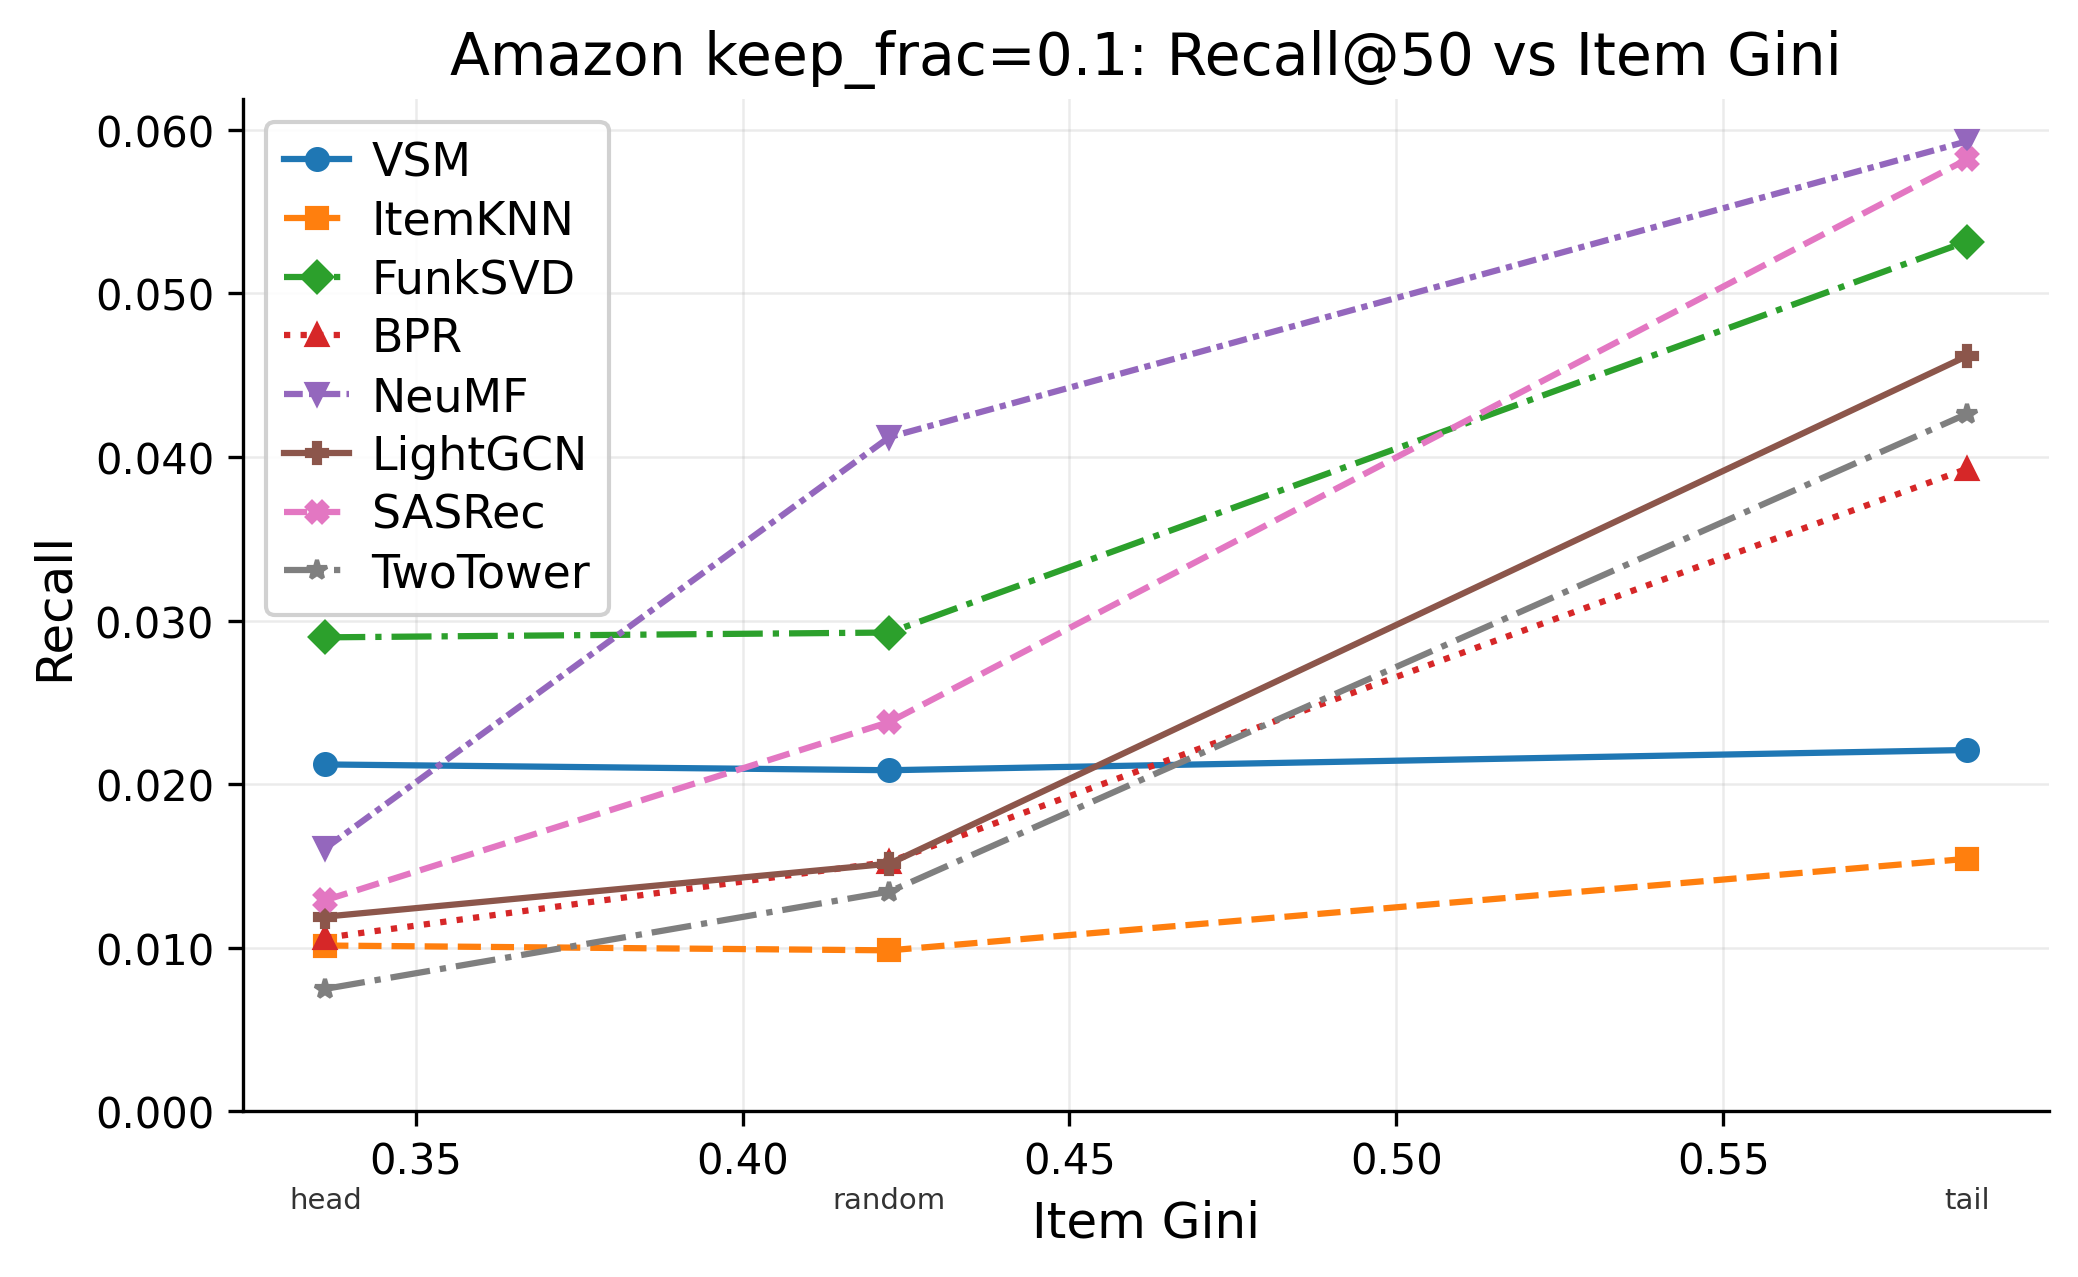 Amazon keep_frac=0.1: Recall@50 vs Item Gini
0.060
0.050
0.040
0.030
0.020
0.010
0.000
Recall
VSM
ItemKNN
FunkSVD
BPR
NeuMF
LightGCN
SASRec
TwoTower
0.35 0.40 0.45 0.50 0.55
head random tail
Item Gini